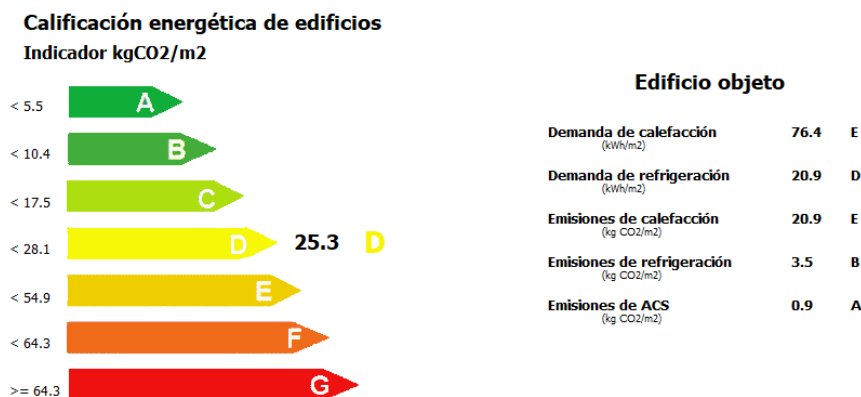 Calificación energética de edificios
Indicador kgCO2/m2
< 5.5 A
< 10.4 B
< 17.5 C
< 28.1 D 25.3 D
< 54.9 E
< 64.3 F
>= 64.3 G
Edificio objeto
Demanda de calefacción 76.4 E
(kWh/m2)
Demanda de refrigeración 20.9 D
(kWh/m2)
Emisiones de calefacción 20.9 E
(kg CO2/m2)
Emisiones de refrigeración 3.5 B
(kg CO2/m2)
Emisiones de ACS 0.9 A
(kg CO2/m2)